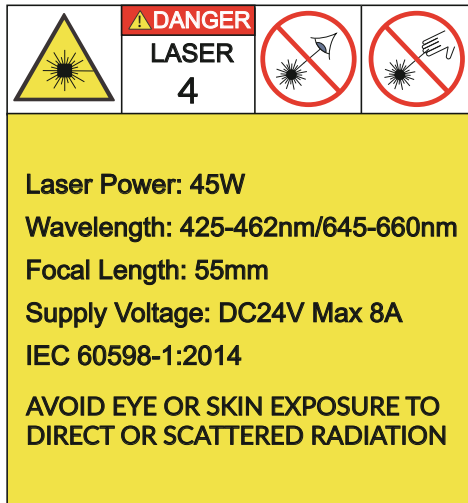 DANGER
LASER
4
Laser Power: 45W
Wavelength: 425-462nm/645-660nm
Focal Length: 55mm
Supply Voltage: DC24V Max 8A
IEC 60598-1:2014
AVOID EYE OR SKIN EXPOSURE TO
DIRECT OR SCATTERED RADIATION